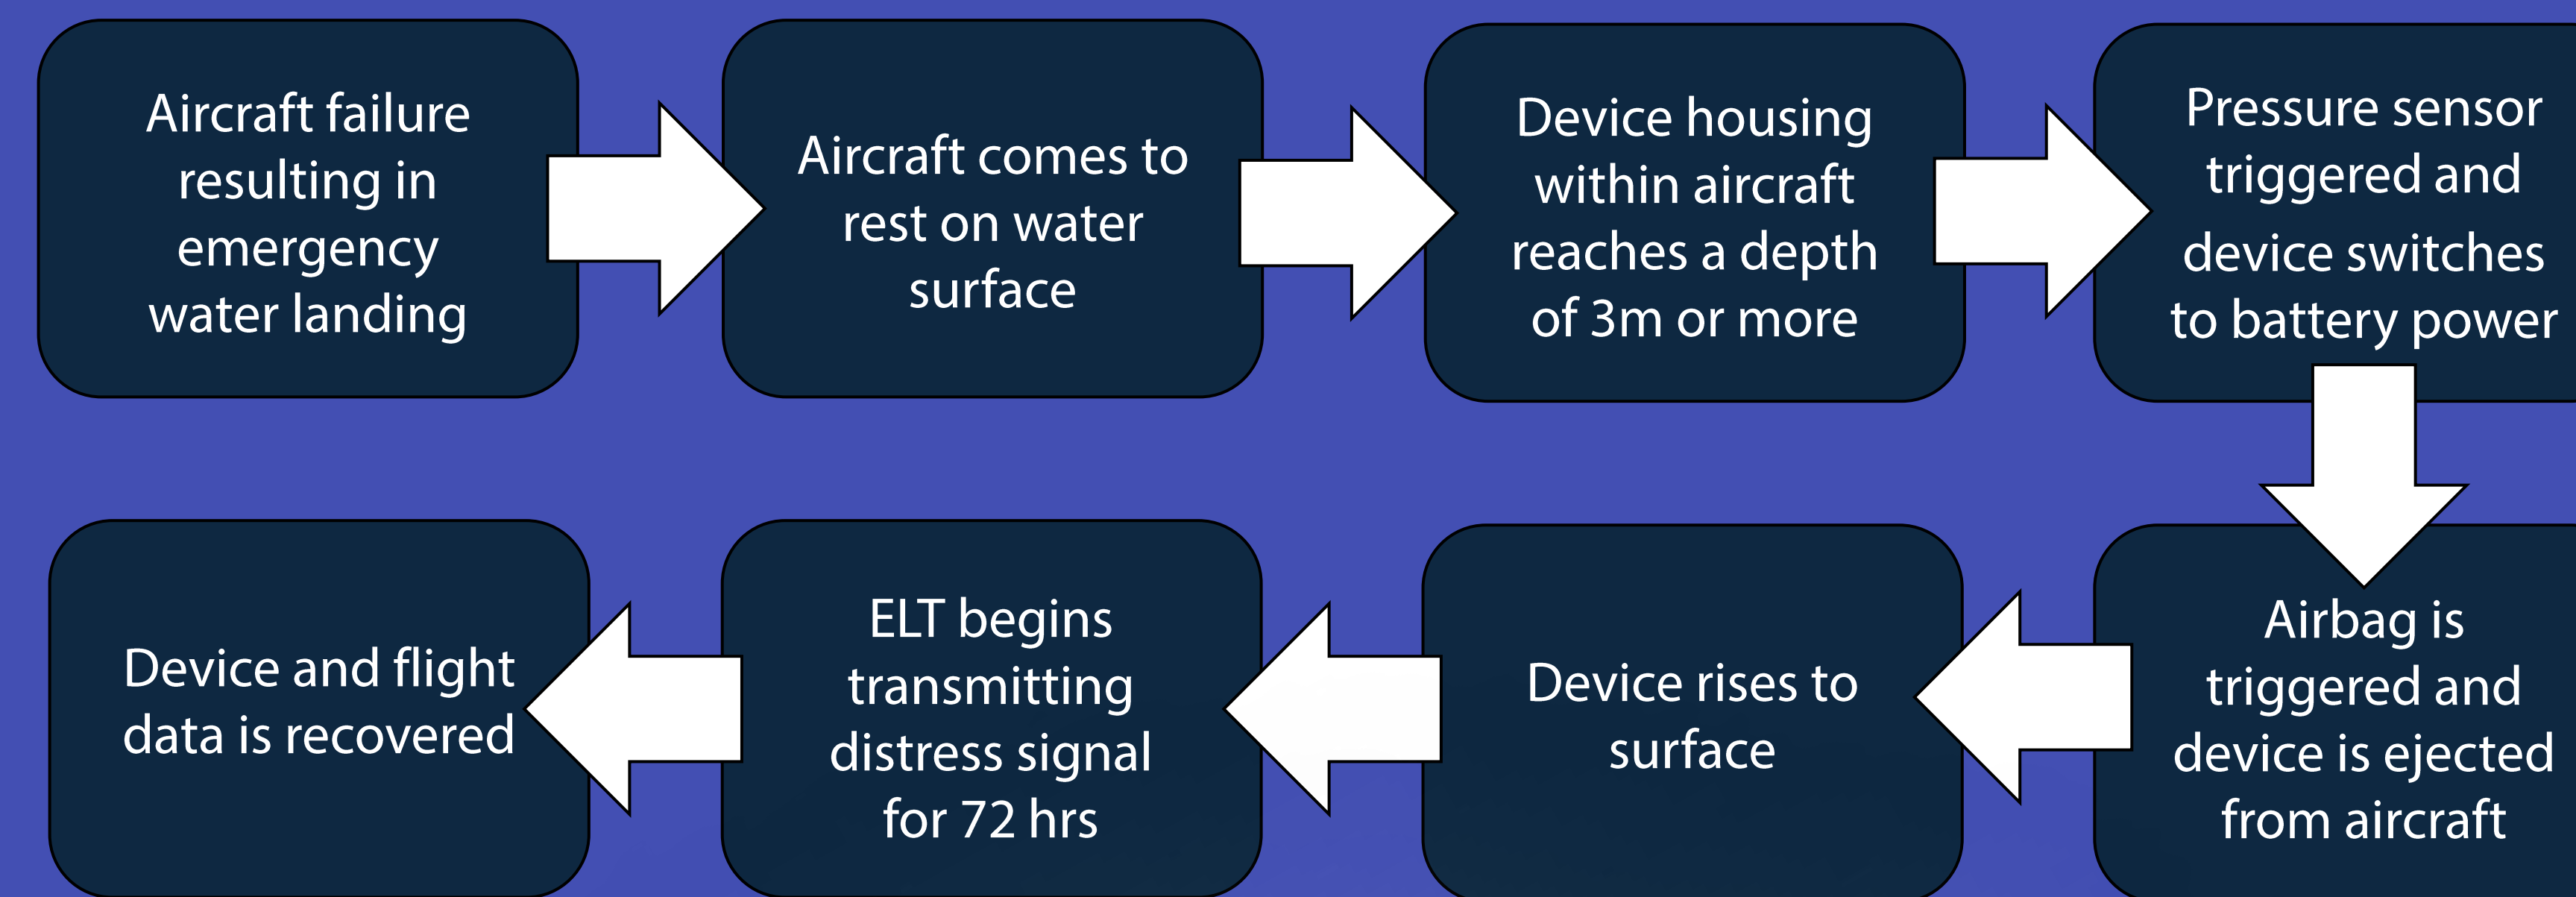 Aircraft failure
resulting in
emergency
water landing
Aircraft comes to
rest on water
surface
Device housing
within aircraft
reaches a depth
of 3m or more
Pressure sensor
triggered and
device switches
to battery power
Airbag is
triggered and
device is ejected
from aircraft
Device rises to
surface
ELT begins
transmitting
distress signal
for 72 hrs
Device and flight
data is recovered